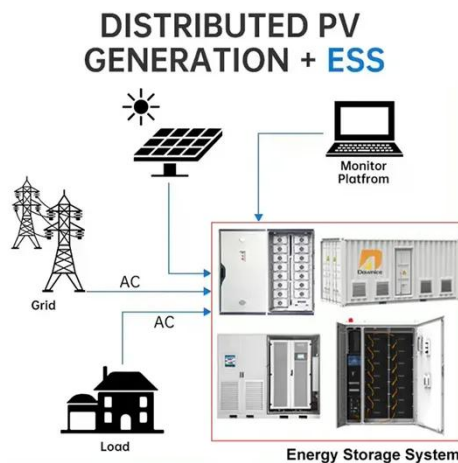 DISTRIBUTED PV
GENERATION + ESS
Monitor
Platfrom
AC
Grid
AC
Load
Energy Storage System